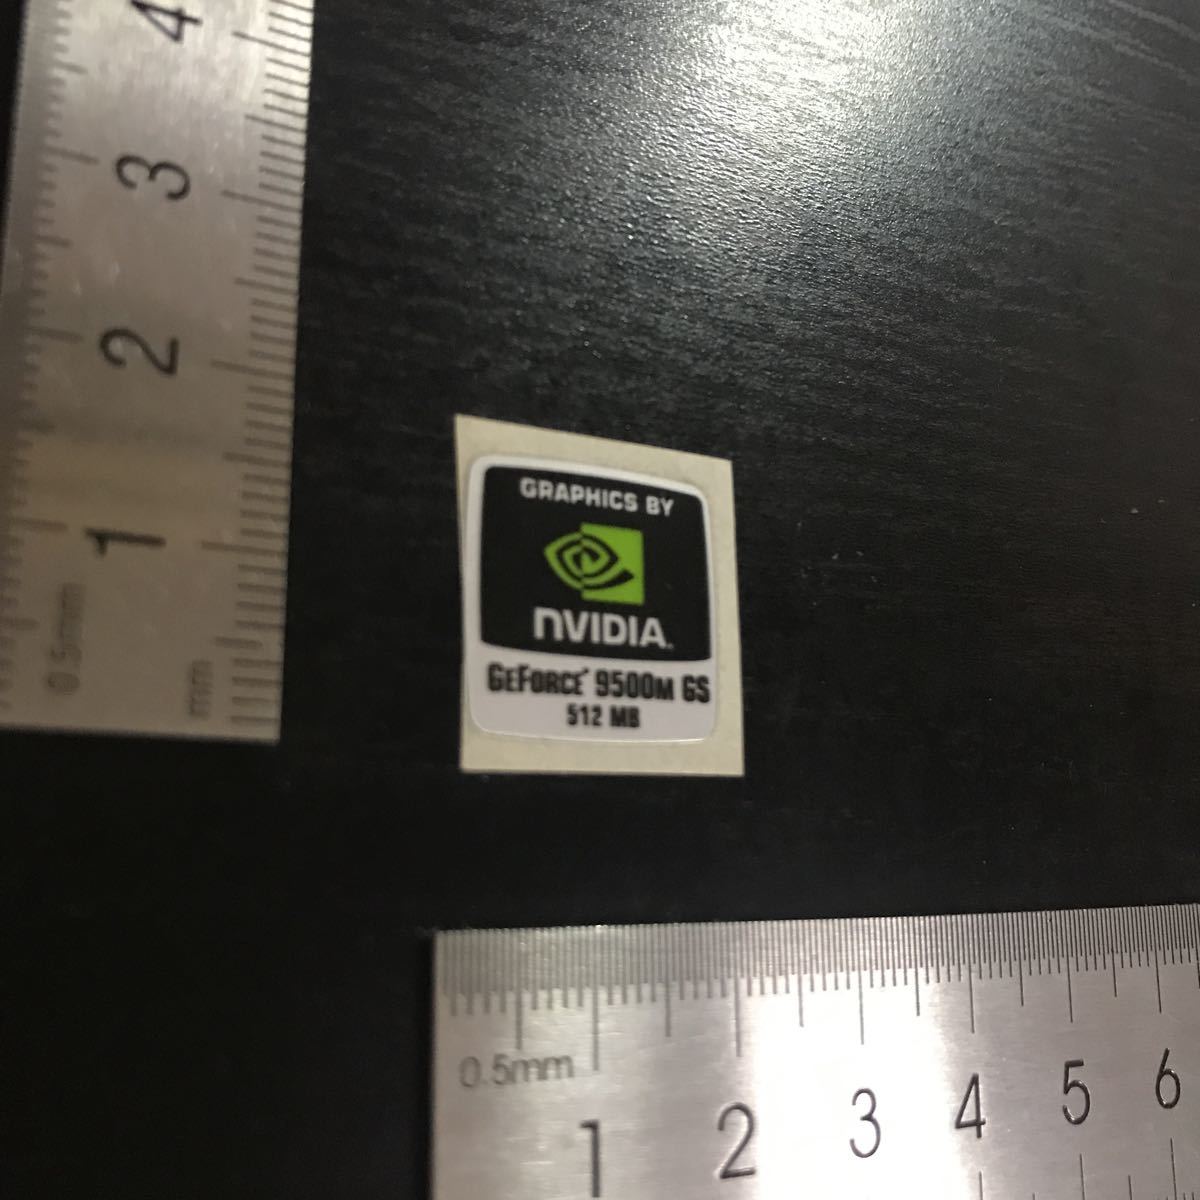 4
3
2
1
0.5mm
mm
GRAPHICS BY
NVIDIA.
GEFORCE 9500M GS
512 MB
0.5mm
1 2 3 4 5 6